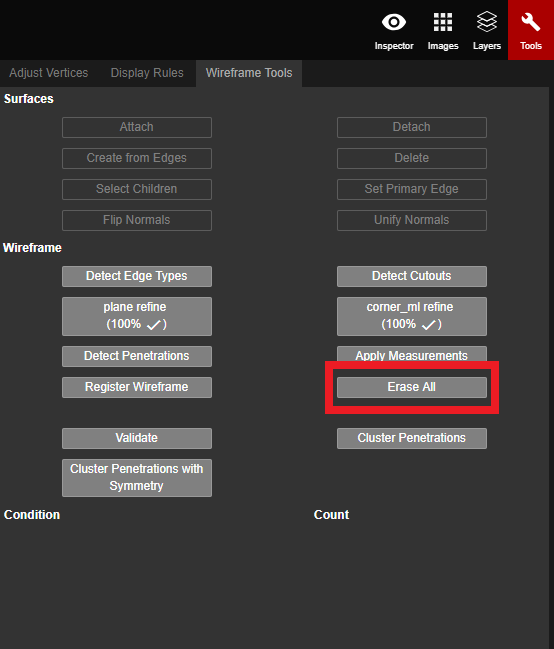 Inspector Images Layers Tools
Adjust Vertices Display Rules Wireframe Tools
Surfaces
Attach Detach
Create from Edges Delete
Select Children Set Primary Edge
Flip Normals Unify Normals
Wireframe
Detect Edge Types Detect Cutouts
plane refine
(100% ✓)
corner_ml refine
(100% ✓)
Detect Penetrations Apply Measurements
Register Wireframe Erase All
Validate Cluster Penetrations
Cluster Penetrations with
Symmetry
Condition Count